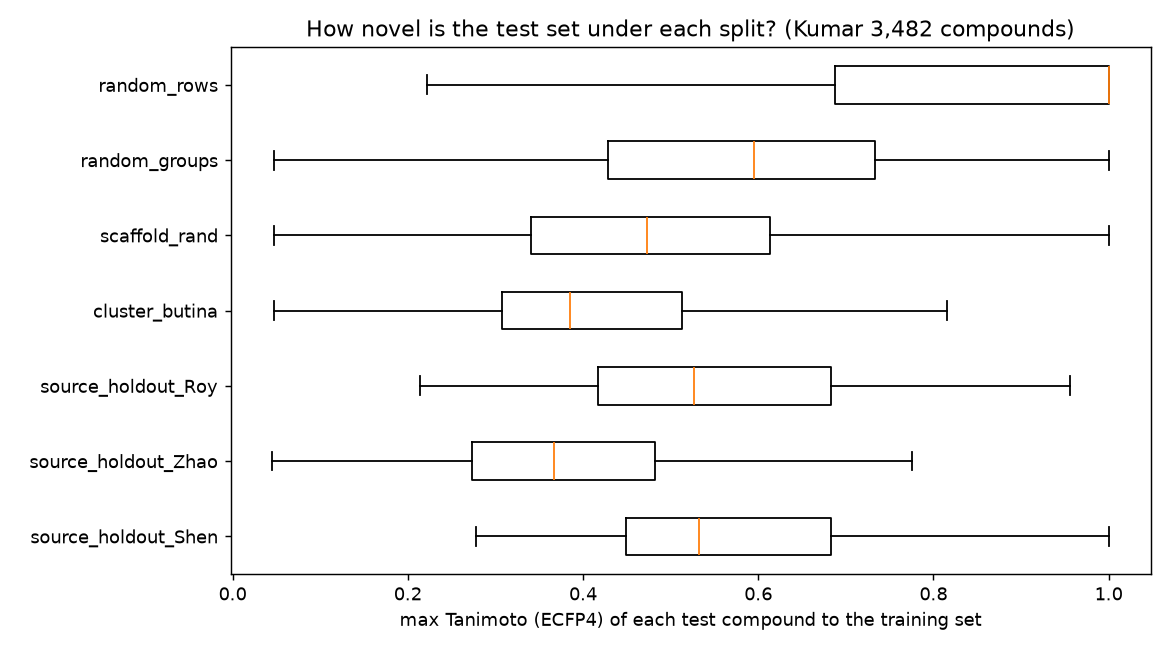 How novel is the test set under each split? (Kumar 3,482 compounds)
random_rows
random_groups
scaffold_rand
cluster_butina
source_holdout_Roy
source_holdout_Zhao
source_holdout_Shen
0.0 0.2 0.4 0.6 0.8 1.0
max Tanimoto (ECFP4) of each test compound to the training set